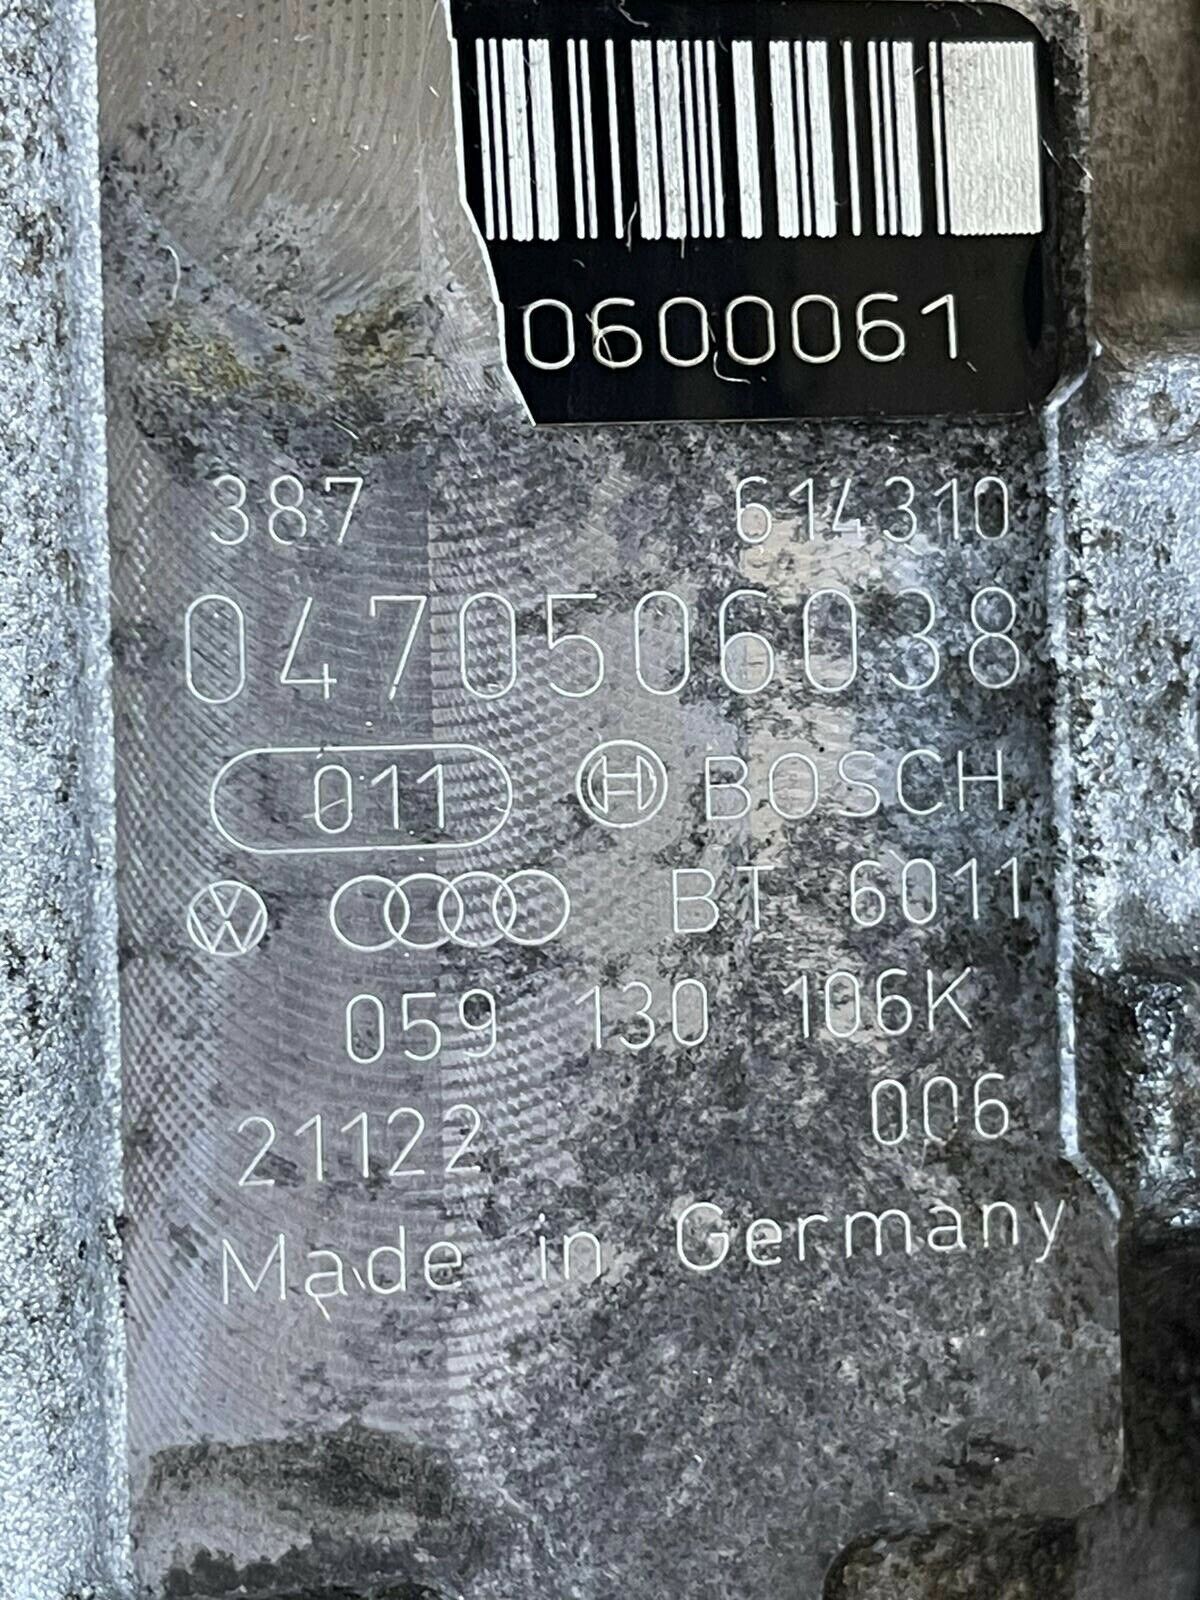 0600061
387 614310
0470506038
011 BOSCH
BT 6011
059 130 106K
21122 006
Made in Germany